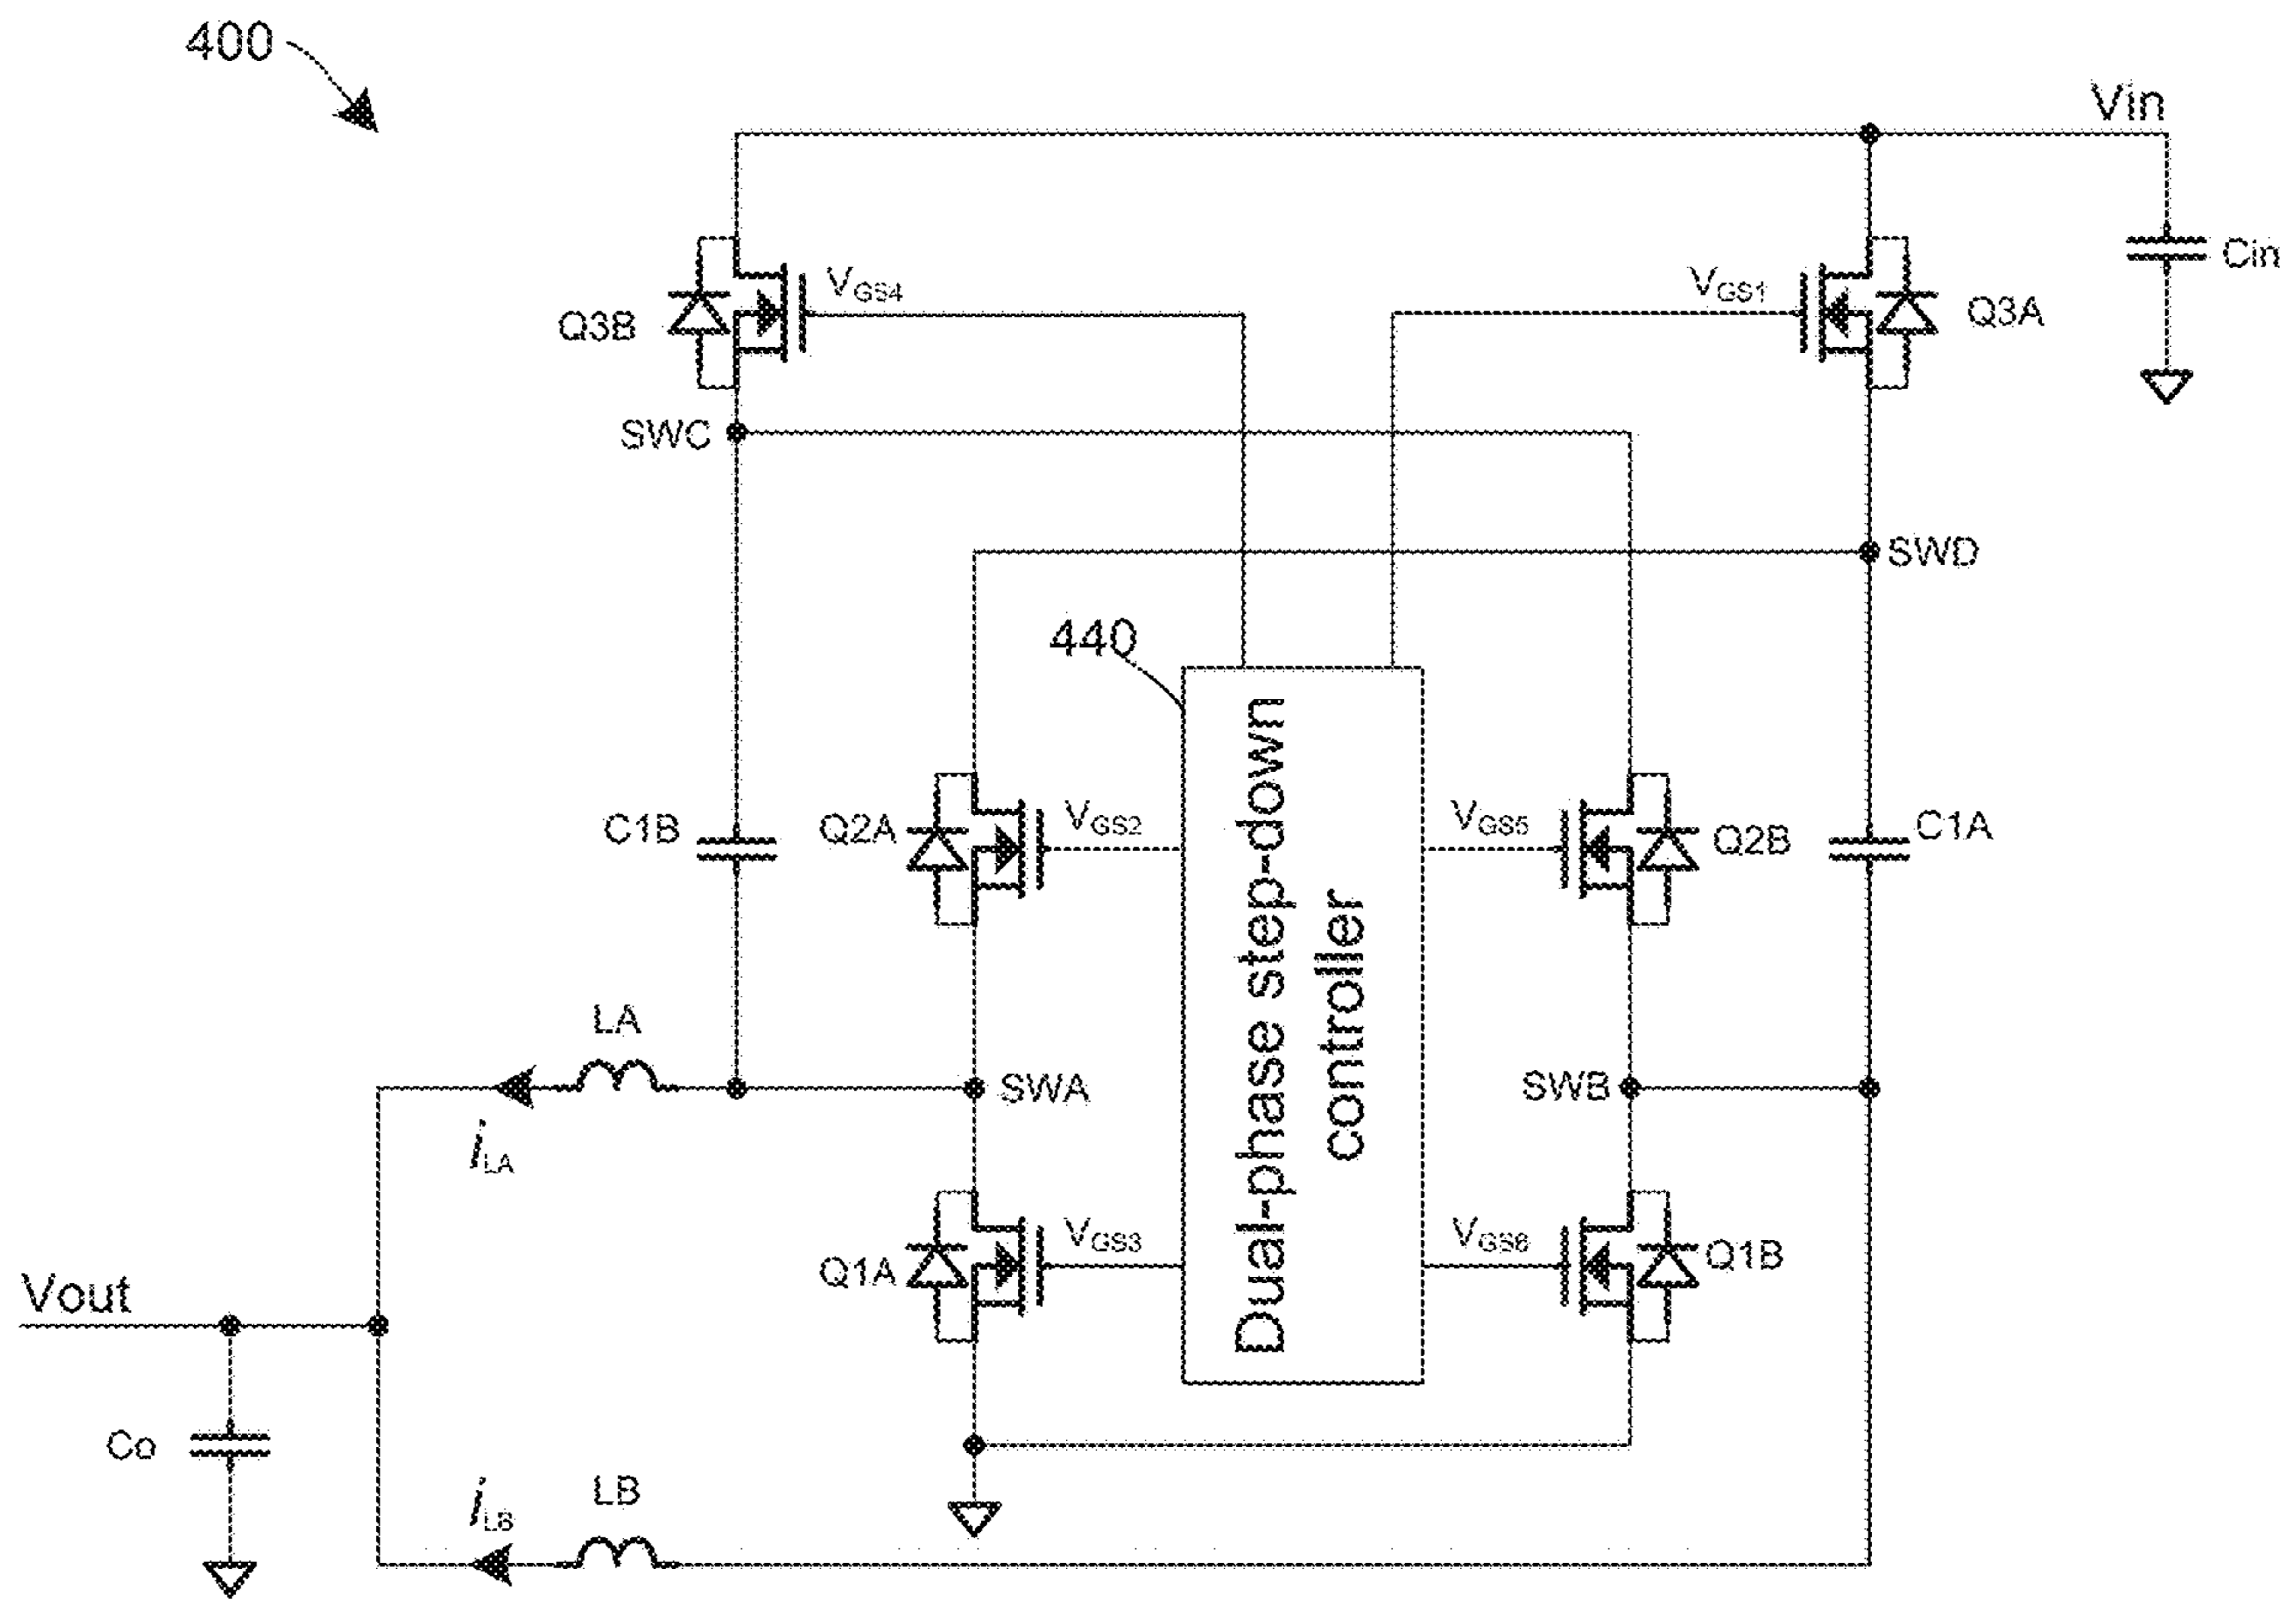 400
Vin
Cin
Q3B
VGS4
VGS1
Q3A
SWC
SWD
440
C1B
Q2A
VGS2
VGS5
Q2B
C1A
Dual-phase step-down
controller
LA
iLA
SWA
SWB
Q1A
VGS3
VGS6
Q1B
Vout
Co
iLB
LB